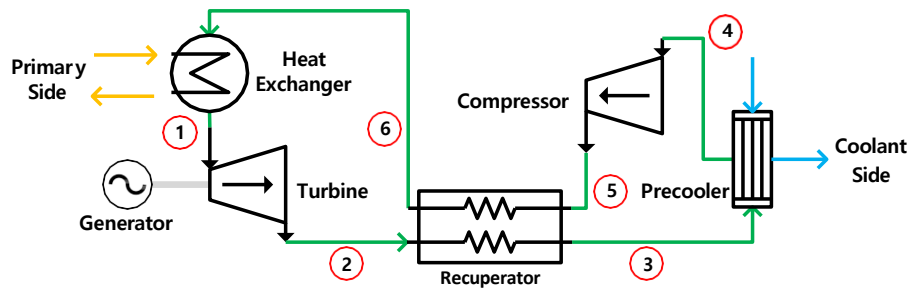 4
Heat
Exchanger
Primary
Side
Compressor
1
6
Coolant
Side
Turbine
5
Precooler
Generator
2
Recuperator
3